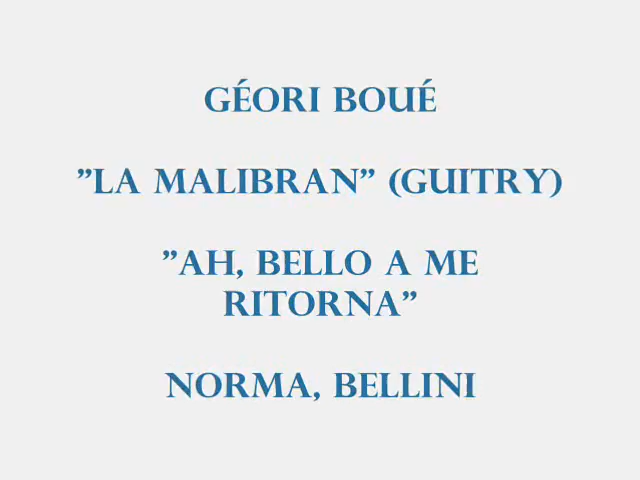 GÉORI BOUÉ
"LA MALIBRAN" (GUITRY)
"AH, BELLO A ME
RITORNA"
NORMA, BELLINI